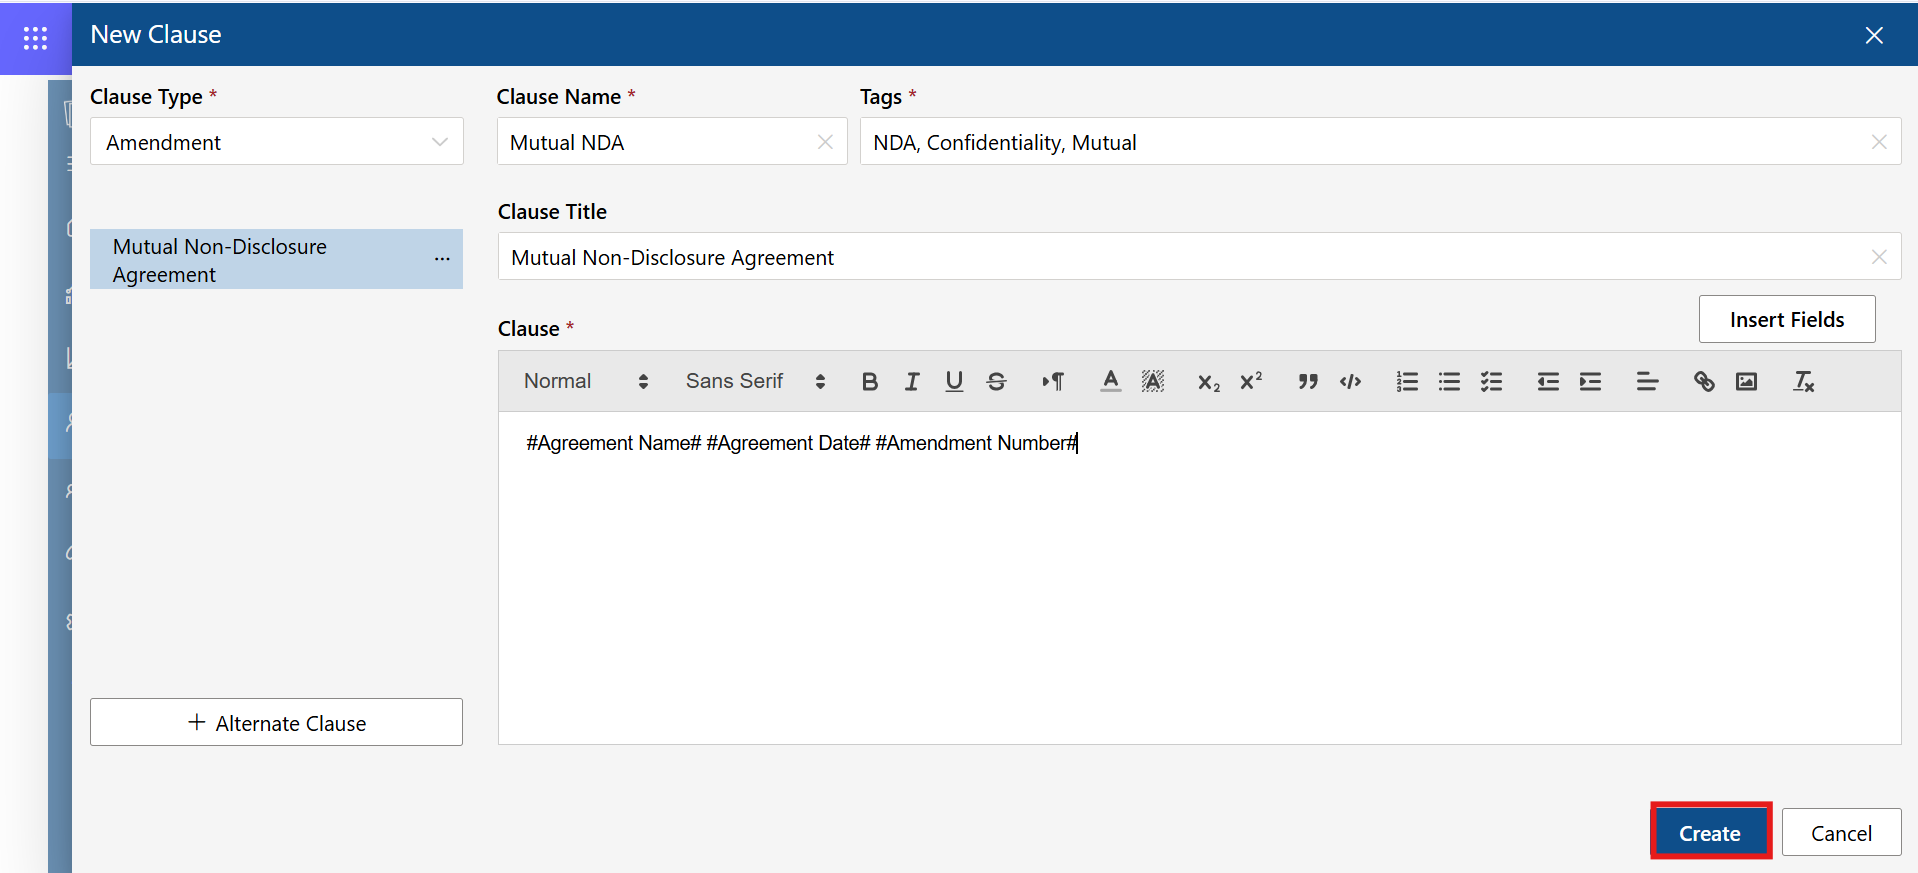 New Clause
Clause Type *
Clause Name *
Tags *
Amendment
Mutual NDA
NDA, Confidentiality, Mutual
Clause Title
Mutual Non-Disclosure
Agreement
...
Mutual Non-Disclosure Agreement
Insert Fields
Clause *
Normal
Sans Serif
#Agreement Name# #Agreement Date# #Amendment Number#
+ Alternate Clause
Create
Cancel